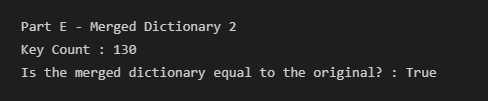 Part E - Merged Dictionary 2
Key Count : 130
Is the merged dictionary equal to the original? : True